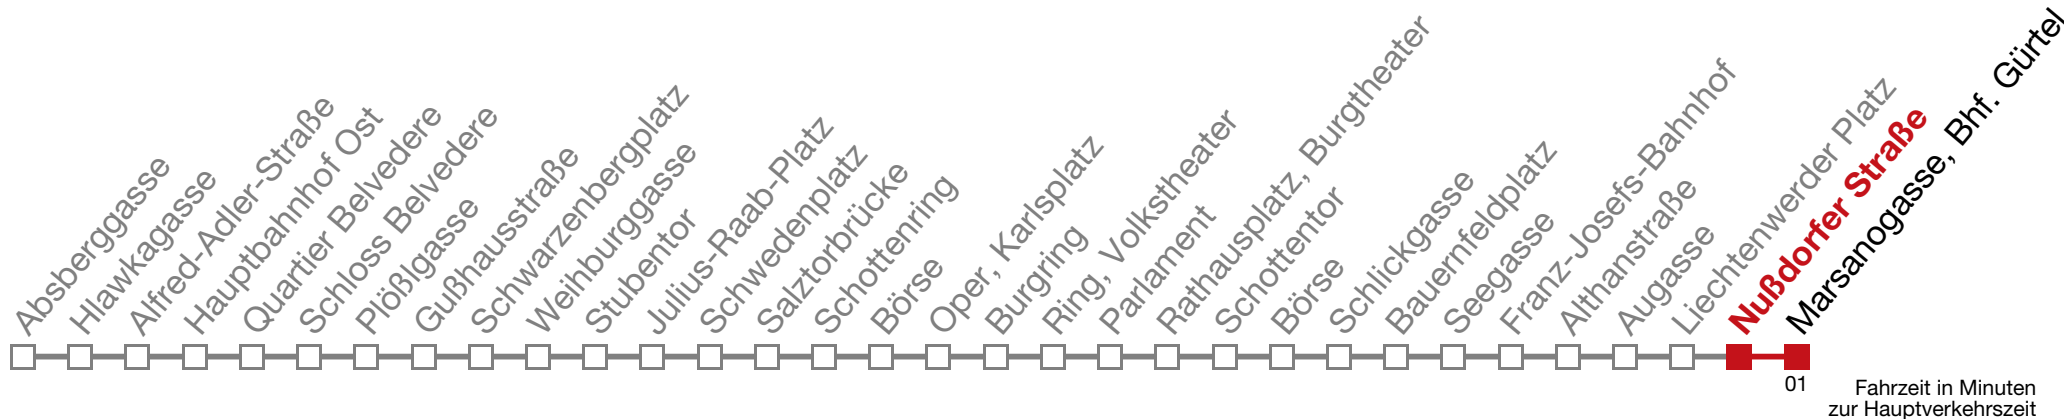 Absberggasse
Hlawkagasse
Alfred-Adler-Straße
Hauptbahnhof Ost
Quartier Belvedere
Schloss Belvedere
Plößlgasse
Gußhausstraße
Schwarzenbergplatz
Weihburggasse
Stubentor
Julius-Raab-Platz
Schwedenplatz
Salztorbrücke
Schottenring
Börse
Oper, Karlsplatz
Burgring
Ring, Volkstheater
Parlament
Rathausplatz, Burgtheater
Schottentor
Börse
Schlickgasse
Bauernfeldplatz
Seegasse
Franz-Josefs-Bahnhof
Althanstraße
Augasse
Liechtenwerder Platz
Nußdorfer Straße
Marsanogasse, Bhf. Gürtel
01
Fahrzeit in Minuten
zur Hauptverkehrszeit